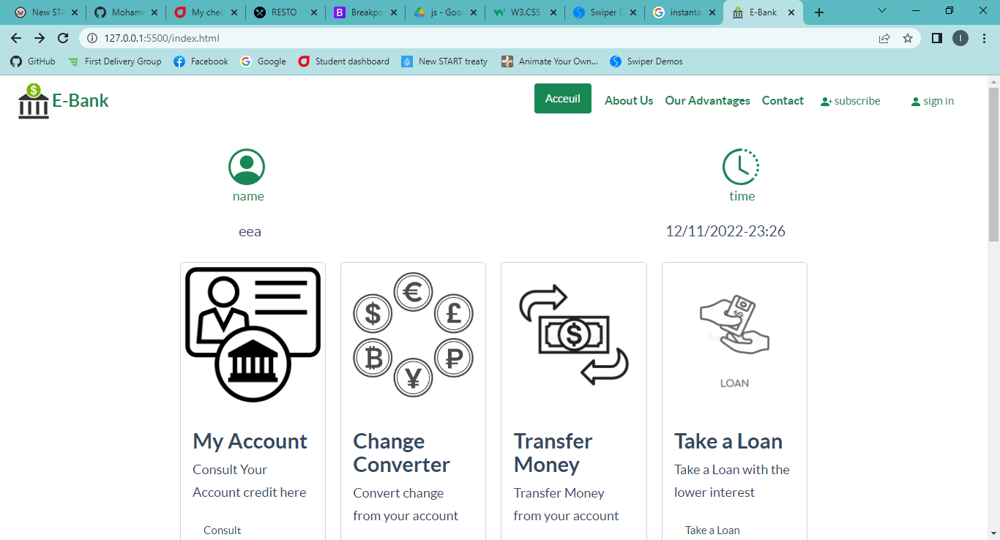 New STA
Mohame
My chec
RESTO
Breakpo
js - Goog
W3.CSS
Swiper D
instantan
E-Bank
127.0.0.1:5500/index.html
I
GitHub
First Delivery Group
Facebook
Google
Student dashboard
New START treaty
Animate Your Own...
Swiper Demos
E-Bank
Acceuil
About Us
Our Advantages
Contact
subscribe
sign in
name
time
eea
12/11/2022-23:26
LOAN
My Account
Consult Your
Account credit here
Consult
Change
Converter
Convert change
from your account
Transfer
Money
Transfer Money
from your account
Take a Loan
Take a Loan with the
lower interest
Take a Loan